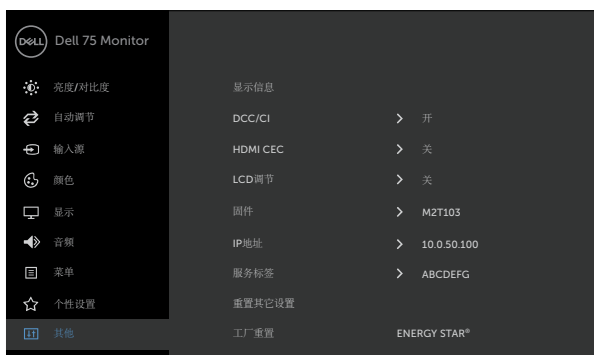 DELL Dell 75 Monitor
亮度/对比度 显示信息
自动调节 DCC/CI 开
输入源 HDMI CEC 关
颜色 LCD调节 关
显示 固件 M2T103
音频 IP地址 10.0.50.100
菜单 服务标签 ABCDEFG
个性设置 重置其它设置
其他 工厂重置 ENERGY STAR®